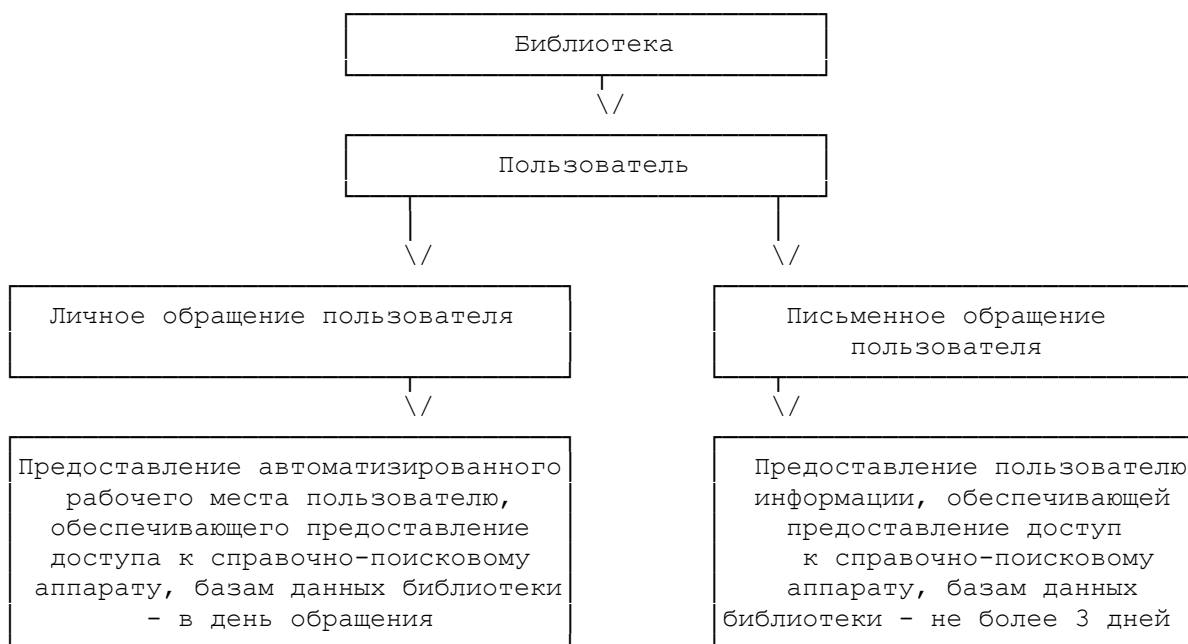 Библиотека
Пользователь
Личное обращение пользователя
Письменное обращение
пользователя
Предоставление автоматизированного
рабочего места пользователю,
обеспечивающего предоставление
доступа к справочно-поисковому
аппарату, базам данных библиотеки
- в день обращения
Предоставление пользователю
информации, обеспечивающей
предоставление доступ
к справочно-поисковому
аппарату, базам данных
библиотеки - не более 3 дней